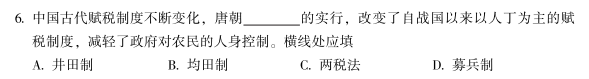 6. 中国古代赋税制度不断变化，唐朝________的实行，改变了自战国以来以人丁为主的赋
税制度，减轻了政府对农民的人身控制。横线处应填
A. 井田制 B. 均田制 C. 两税法 D. 募兵制